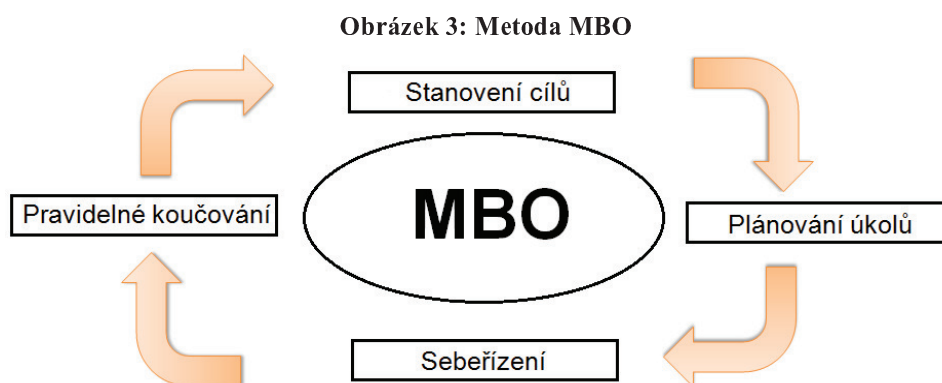 Obrázek 3: Metoda MBO
Stanovení cílů
MBO
Pravidelné koučování
Plánování úkolů
Sebeřízení